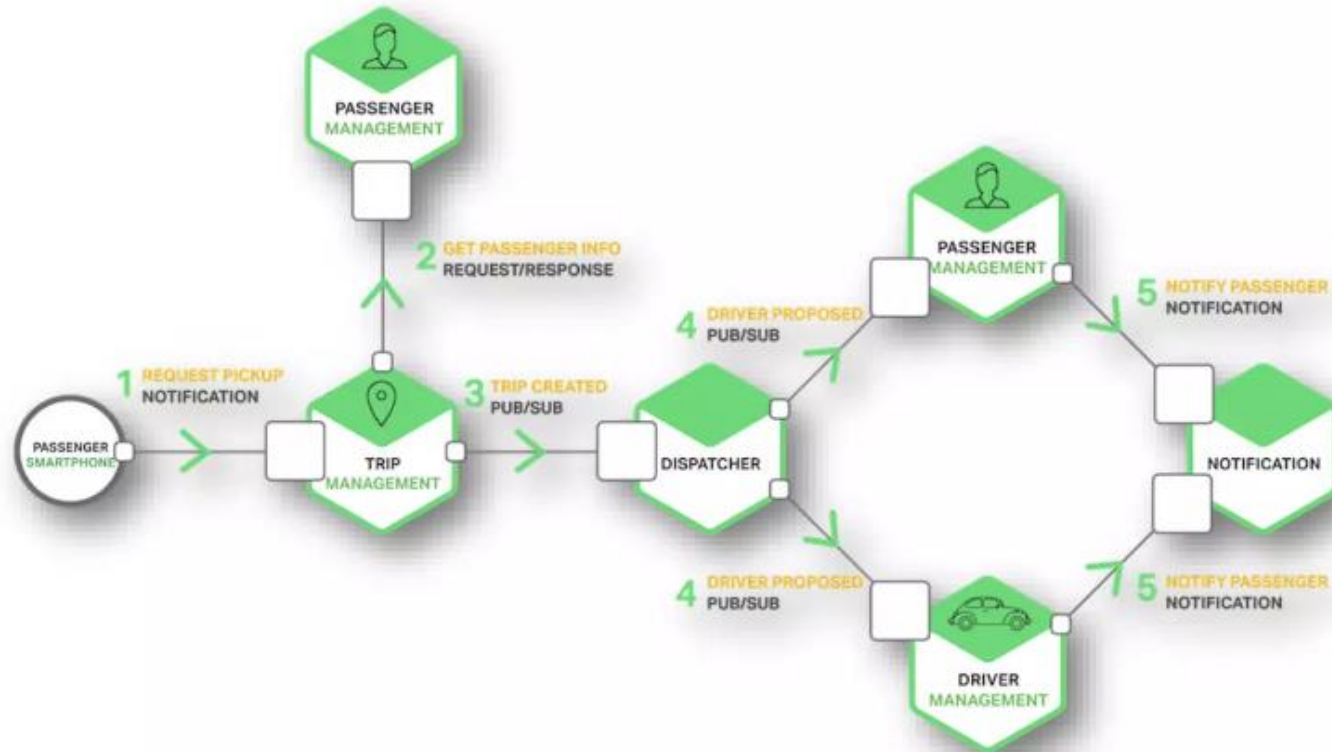 PASSENGER
MANAGEMENT
2 GET PASSENGER INFO
REQUEST/RESPONSE
1 REQUEST PICKUP
NOTIFICATION
PASSENGER
SMARTPHONE
TRIP
MANAGEMENT
3 TRIP CREATED
PUB/SUB
DISPATCHER
4 DRIVER PROPOSED
PUB/SUB
PASSENGER
MANAGEMENT
5 NOTIFY PASSENGER
NOTIFICATION
4 DRIVER PROPOSED
PUB/SUB
DRIVER
MANAGEMENT
5 NOTIFY PASSENGER
NOTIFICATION
NOTIFICATION